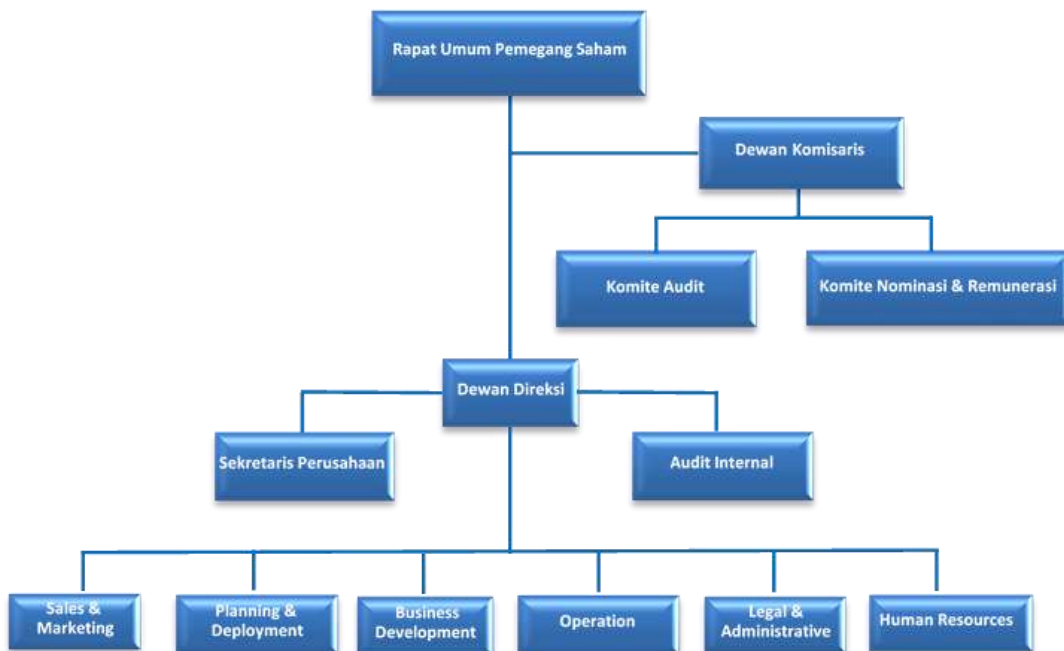 Rapat Umum Pemegang Saham
Dewan Komisaris
Komite Audit
Komite Nominasi & Remunerasi
Dewan Direksi
Sekretaris Perusahaan
Audit Internal
Sales &
Marketing
Planning &
Deployment
Business
Development
Operation
Legal &
Administrative
Human Resources